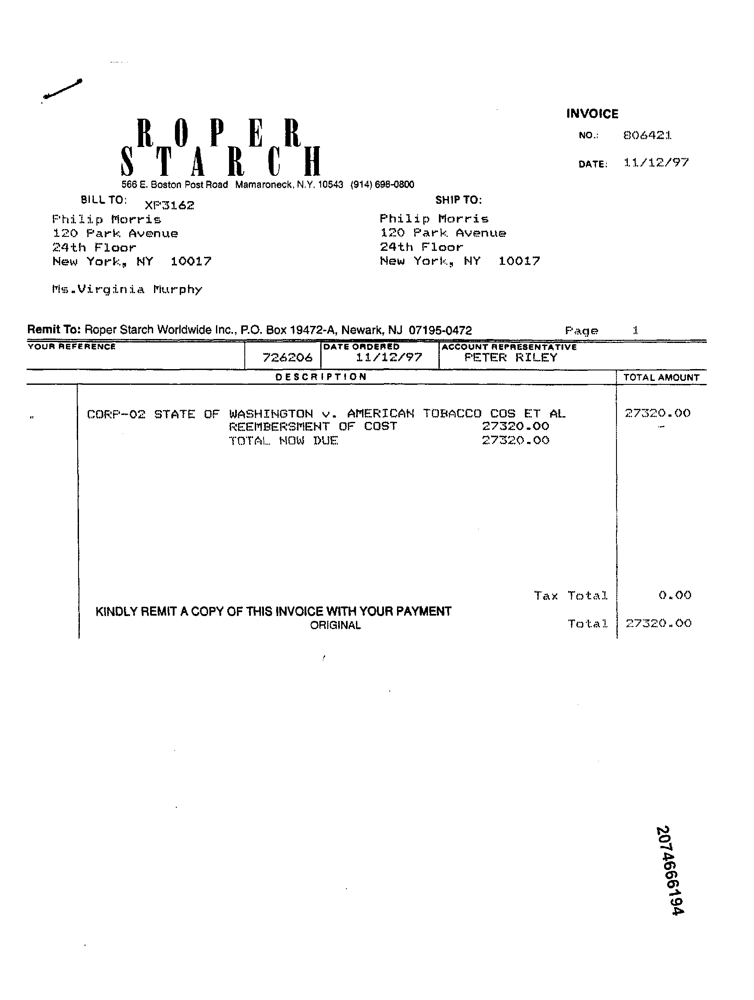 INVOICE
ROPER
STARCH
NO.: 806421
DATE: 11/12/97
566 E. Boston Post Road Mamaroneck, N.Y. 10543 (914) 698-0800
BILL TO: XP3162 SHIP TO:
Philip Morris Philip Morris
120 Park Avenue 120 Park Avenue
24th Floor 24th Floor
New York, NY 10017 New York, NY 10017
Ms.Virginia Murphy
Remit To: Roper Starch Worldwide Inc., P.O. Box 19472-A, Newark, NJ 07195-0472 Page 1
YOUR REFERENCE DATE ORDERED ACCOUNT REPRESENTATIVE
726206 11/12/97 PETER RILEY
DESCRIPTION TOTAL AMOUNT
CORP-02 STATE OF WASHINGTON v. AMERICAN TOBACCO COS ET AL 27320.00
REEMBERSMENT OF COST 27320.00
TOTAL NOW DUE 27320.00
Tax Total 0.00
KINDLY REMIT A COPY OF THIS INVOICE WITH YOUR PAYMENT
ORIGINAL Total 27320.00
2074666194